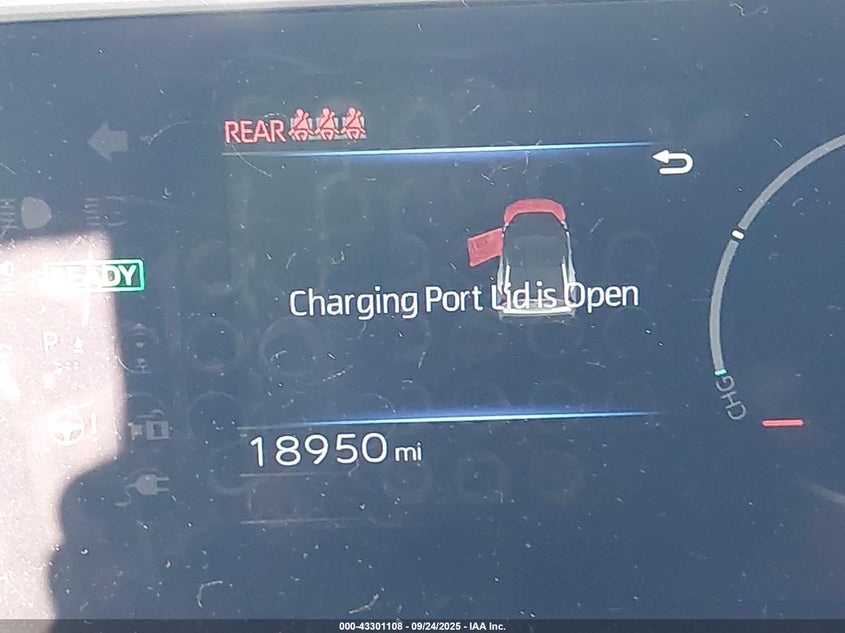 REAR
READY
Charging Port Lid is Open
P
CHG
18950 mi
000-43301108 - 09/24/2025 - IAA Inc.